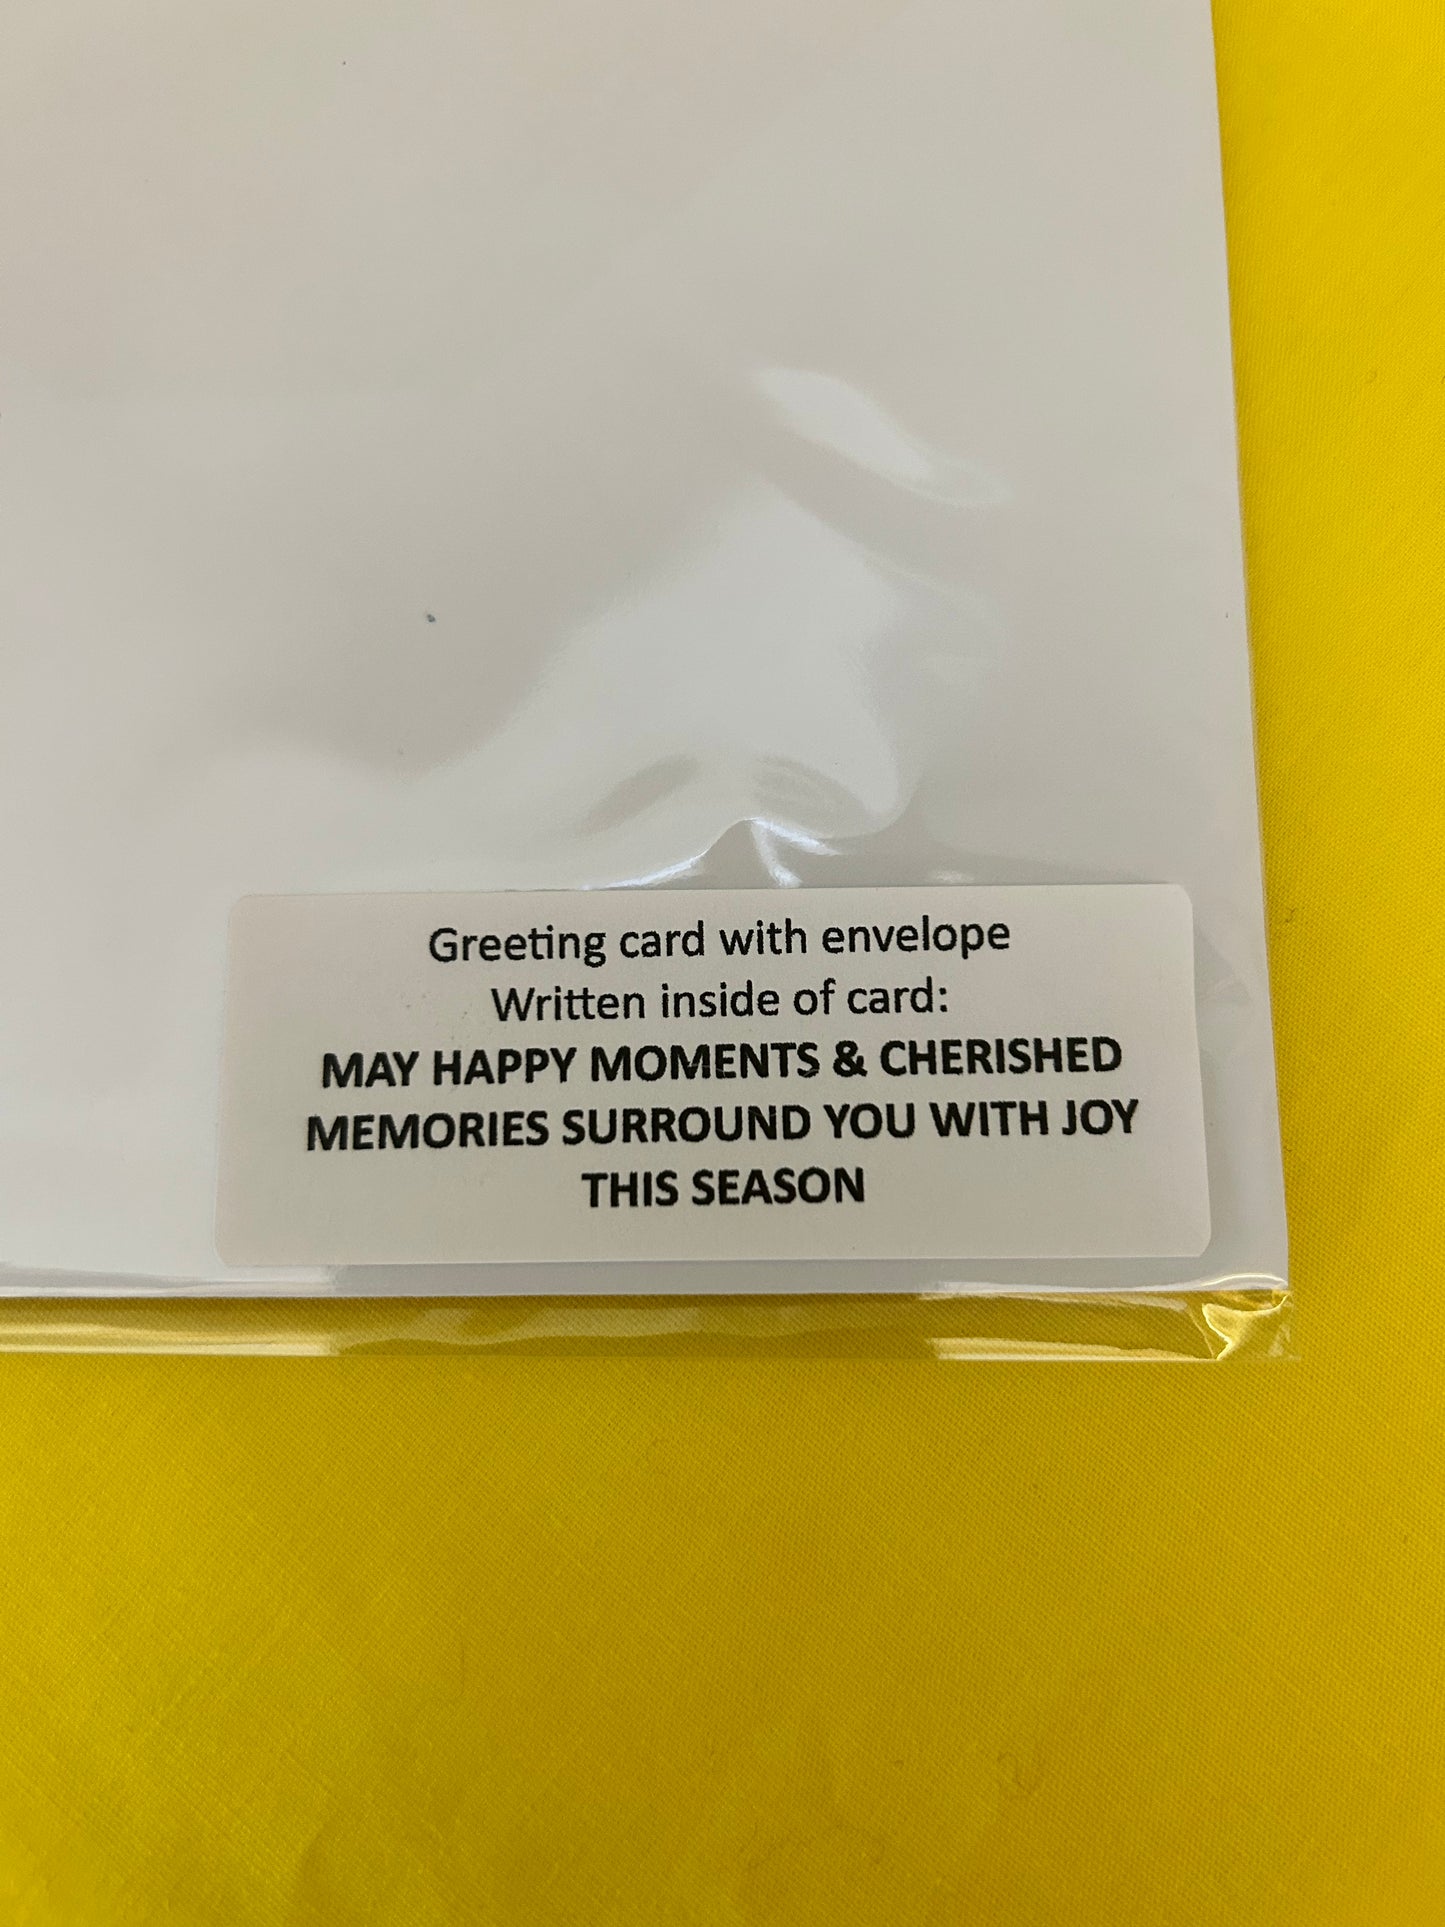 Greeting card with envelope
Written inside of card:
MAY HAPPY MOMENTS & CHERISHED
MEMORIES SURROUND YOU WITH JOY
THIS SEASON